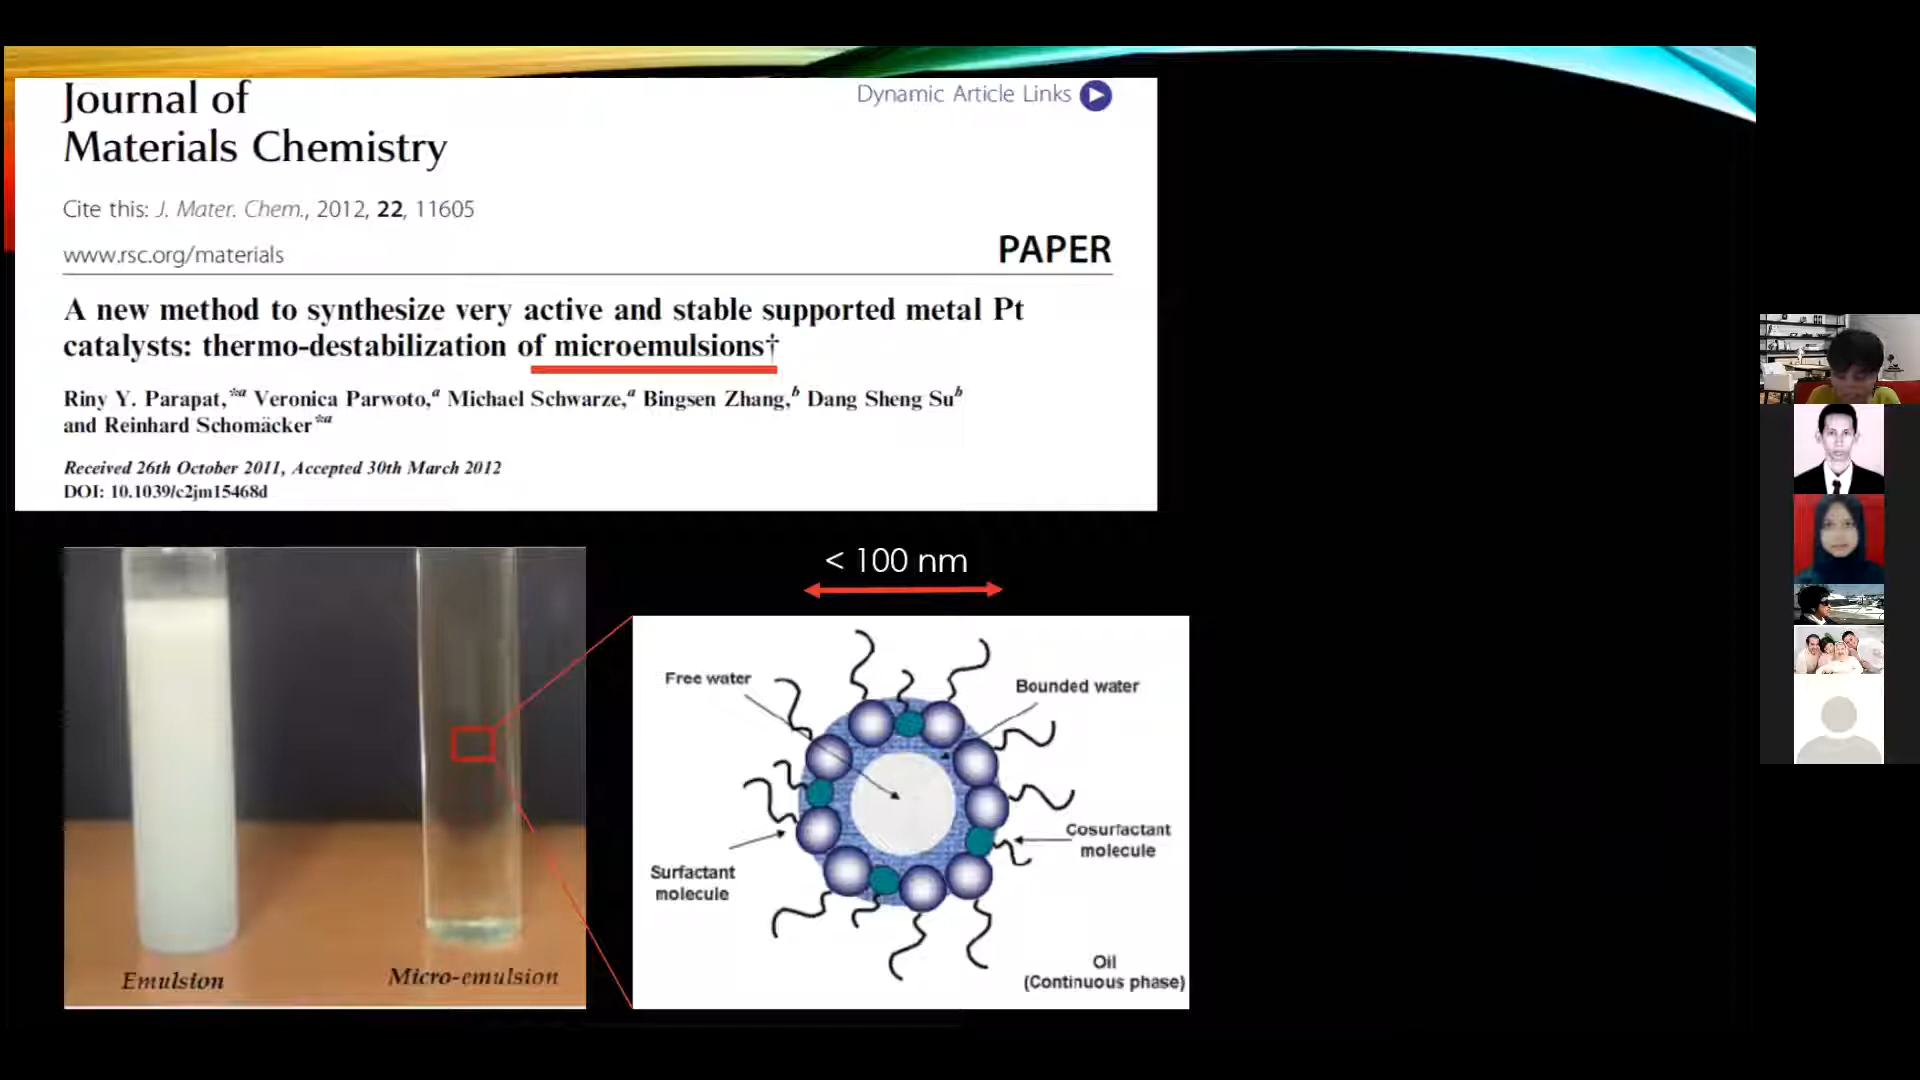 Journal of
Materials Chemistry
Dynamic Article Links
Cite this: J. Mater. Chem., 2012, 22, 11605
www.rsc.org/materials
PAPER
A new method to synthesize very active and stable supported metal Pt
catalysts: thermo-destabilization of microemulsions†
Riny Y. Parapat,*a Veronica Parwoto,a Michael Schwarze,a Bingsen Zhang,b Dang Sheng Sub
and Reinhard Schomäcker*a
Received 26th October 2011, Accepted 30th March 2012
DOI: 10.1039/c2jm15468d
< 100 nm
Free water
Bounded water
Cosurfactant
molecule
Surfactant
molecule
Oil
(Continuous phase)
Emulsion
Micro-emulsion